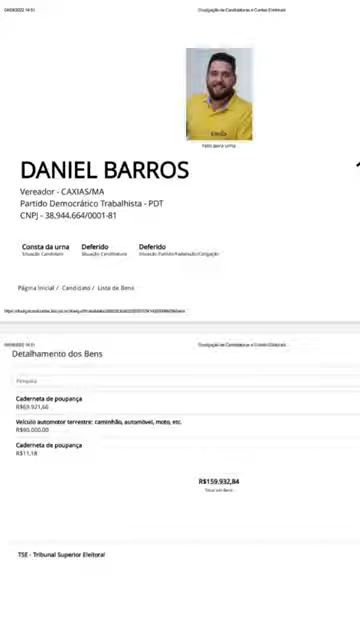 Divulgação de Candidaturas e Contas Eleitorais
Foto para urna
DANIEL BARROS
Vereador - CAXIAS/MA
Partido Democrático Trabalhista - PDT
CNPJ - 38.944.664/0001-81
Consta da urna Deferido Deferido
Situação Candidato Situação Candidatura Situação Partido/Federação/Coligação
Página Inicial / Candidato / Lista de Bens
Divulgação de Candidaturas e Contas Eleitorais
Detalhamento dos Bens
Pesquisa
Caderneta de poupança
R$69.921,66
Veículo automotor terrestre: caminhão, automóvel, moto, etc.
R$90.000,00
Caderneta de poupança
R$11,18
R$159.932,84
Total em Bens
TSE - Tribunal Superior Eleitoral